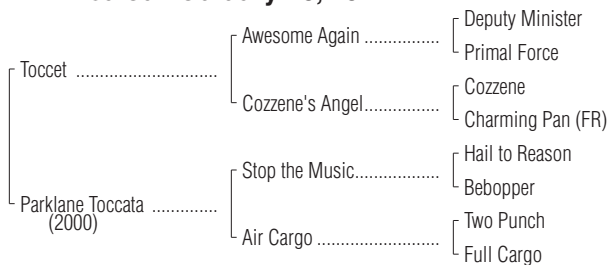 Deputy Minister
Awesome Again ................
Primal Force
Toccet ..............................
Cozzene
Cozzene's Angel................
Charming Pan (FR)
Hail to Reason
Stop the Music..................
Bebopper
Parklane Toccata ..............
(2000)
Two Punch
Air Cargo ..........................
Full Cargo